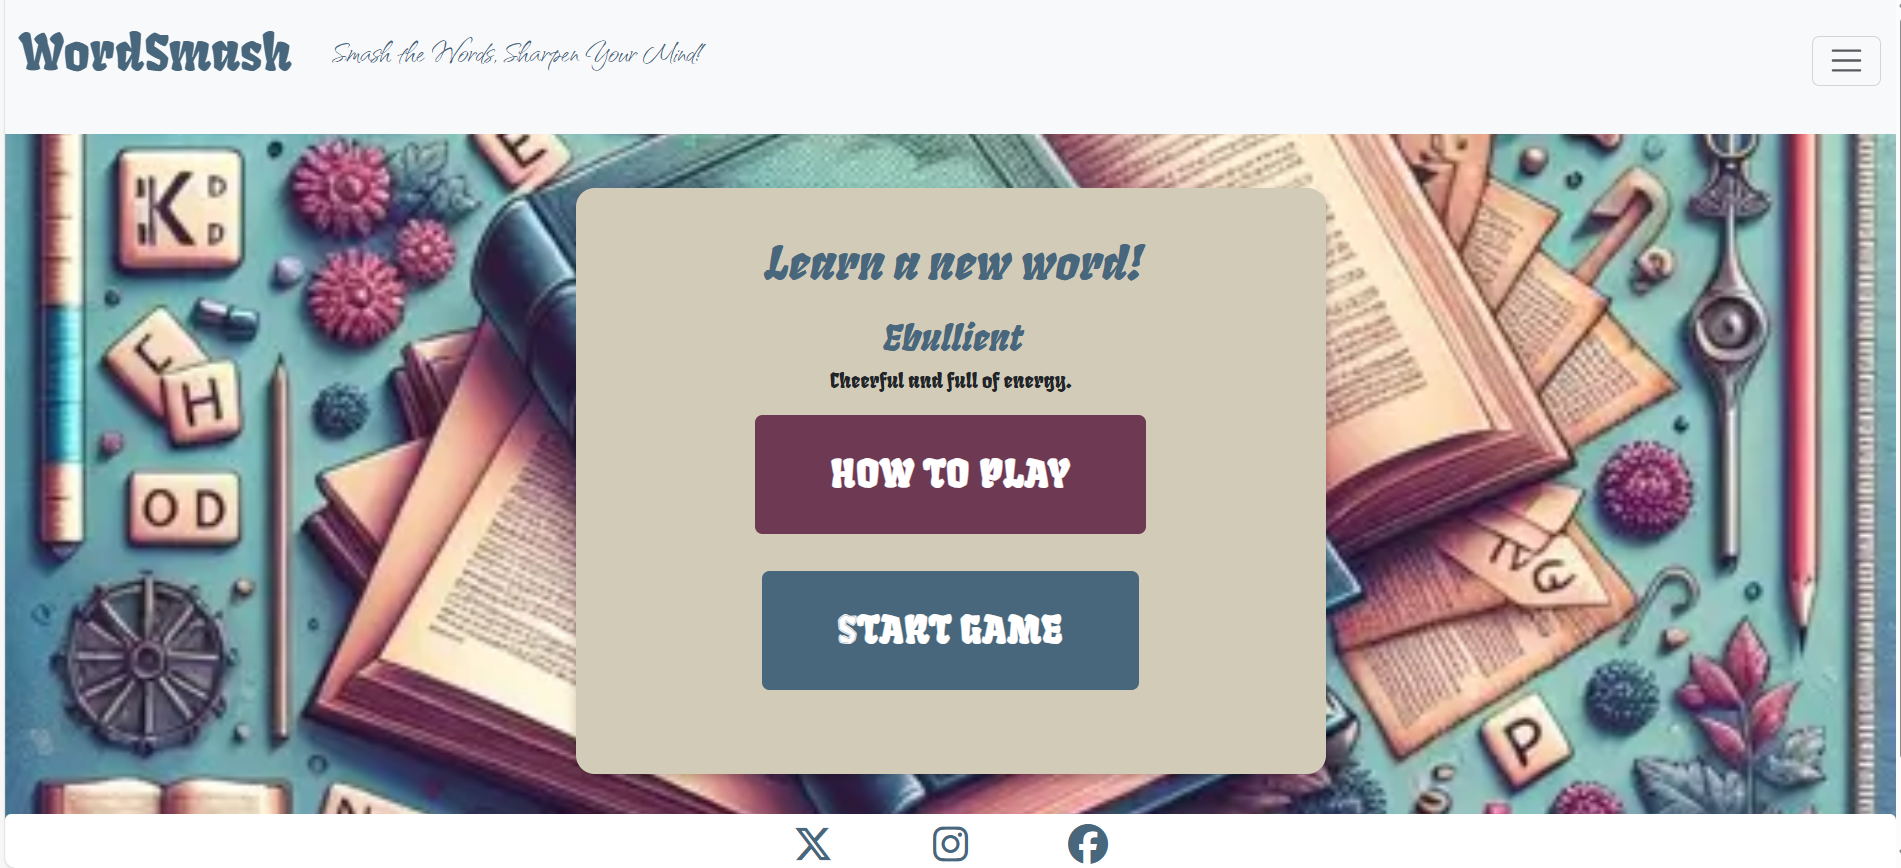 WordSmash
Smash the Words, Sharpen Your Mind!
E
K D
D
L
H
O D
P
Learn a new word!
Ebullient
Cheerful and full of energy.
HOW TO PLAY
START GAME